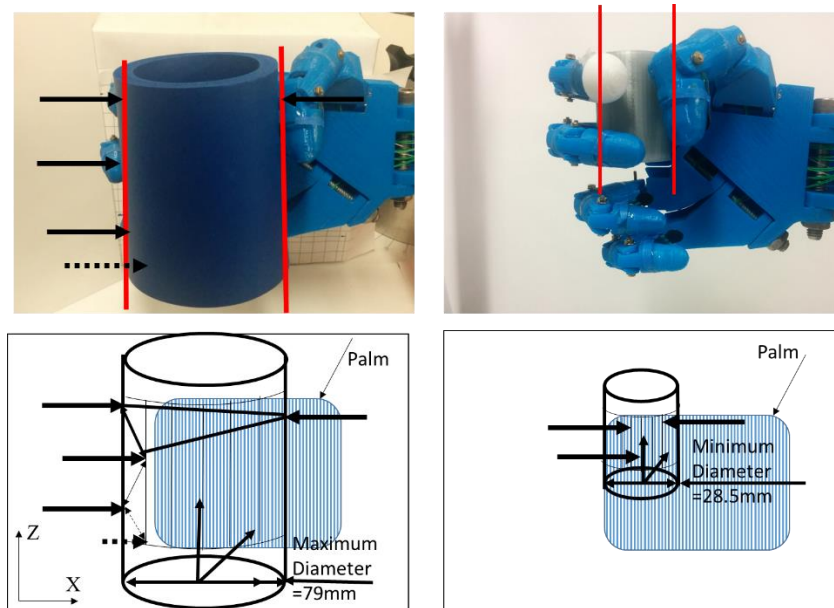 Palm
Maximum
Diameter
=79mm
Z
X
Palm
Minimum
Diameter
=28.5mm